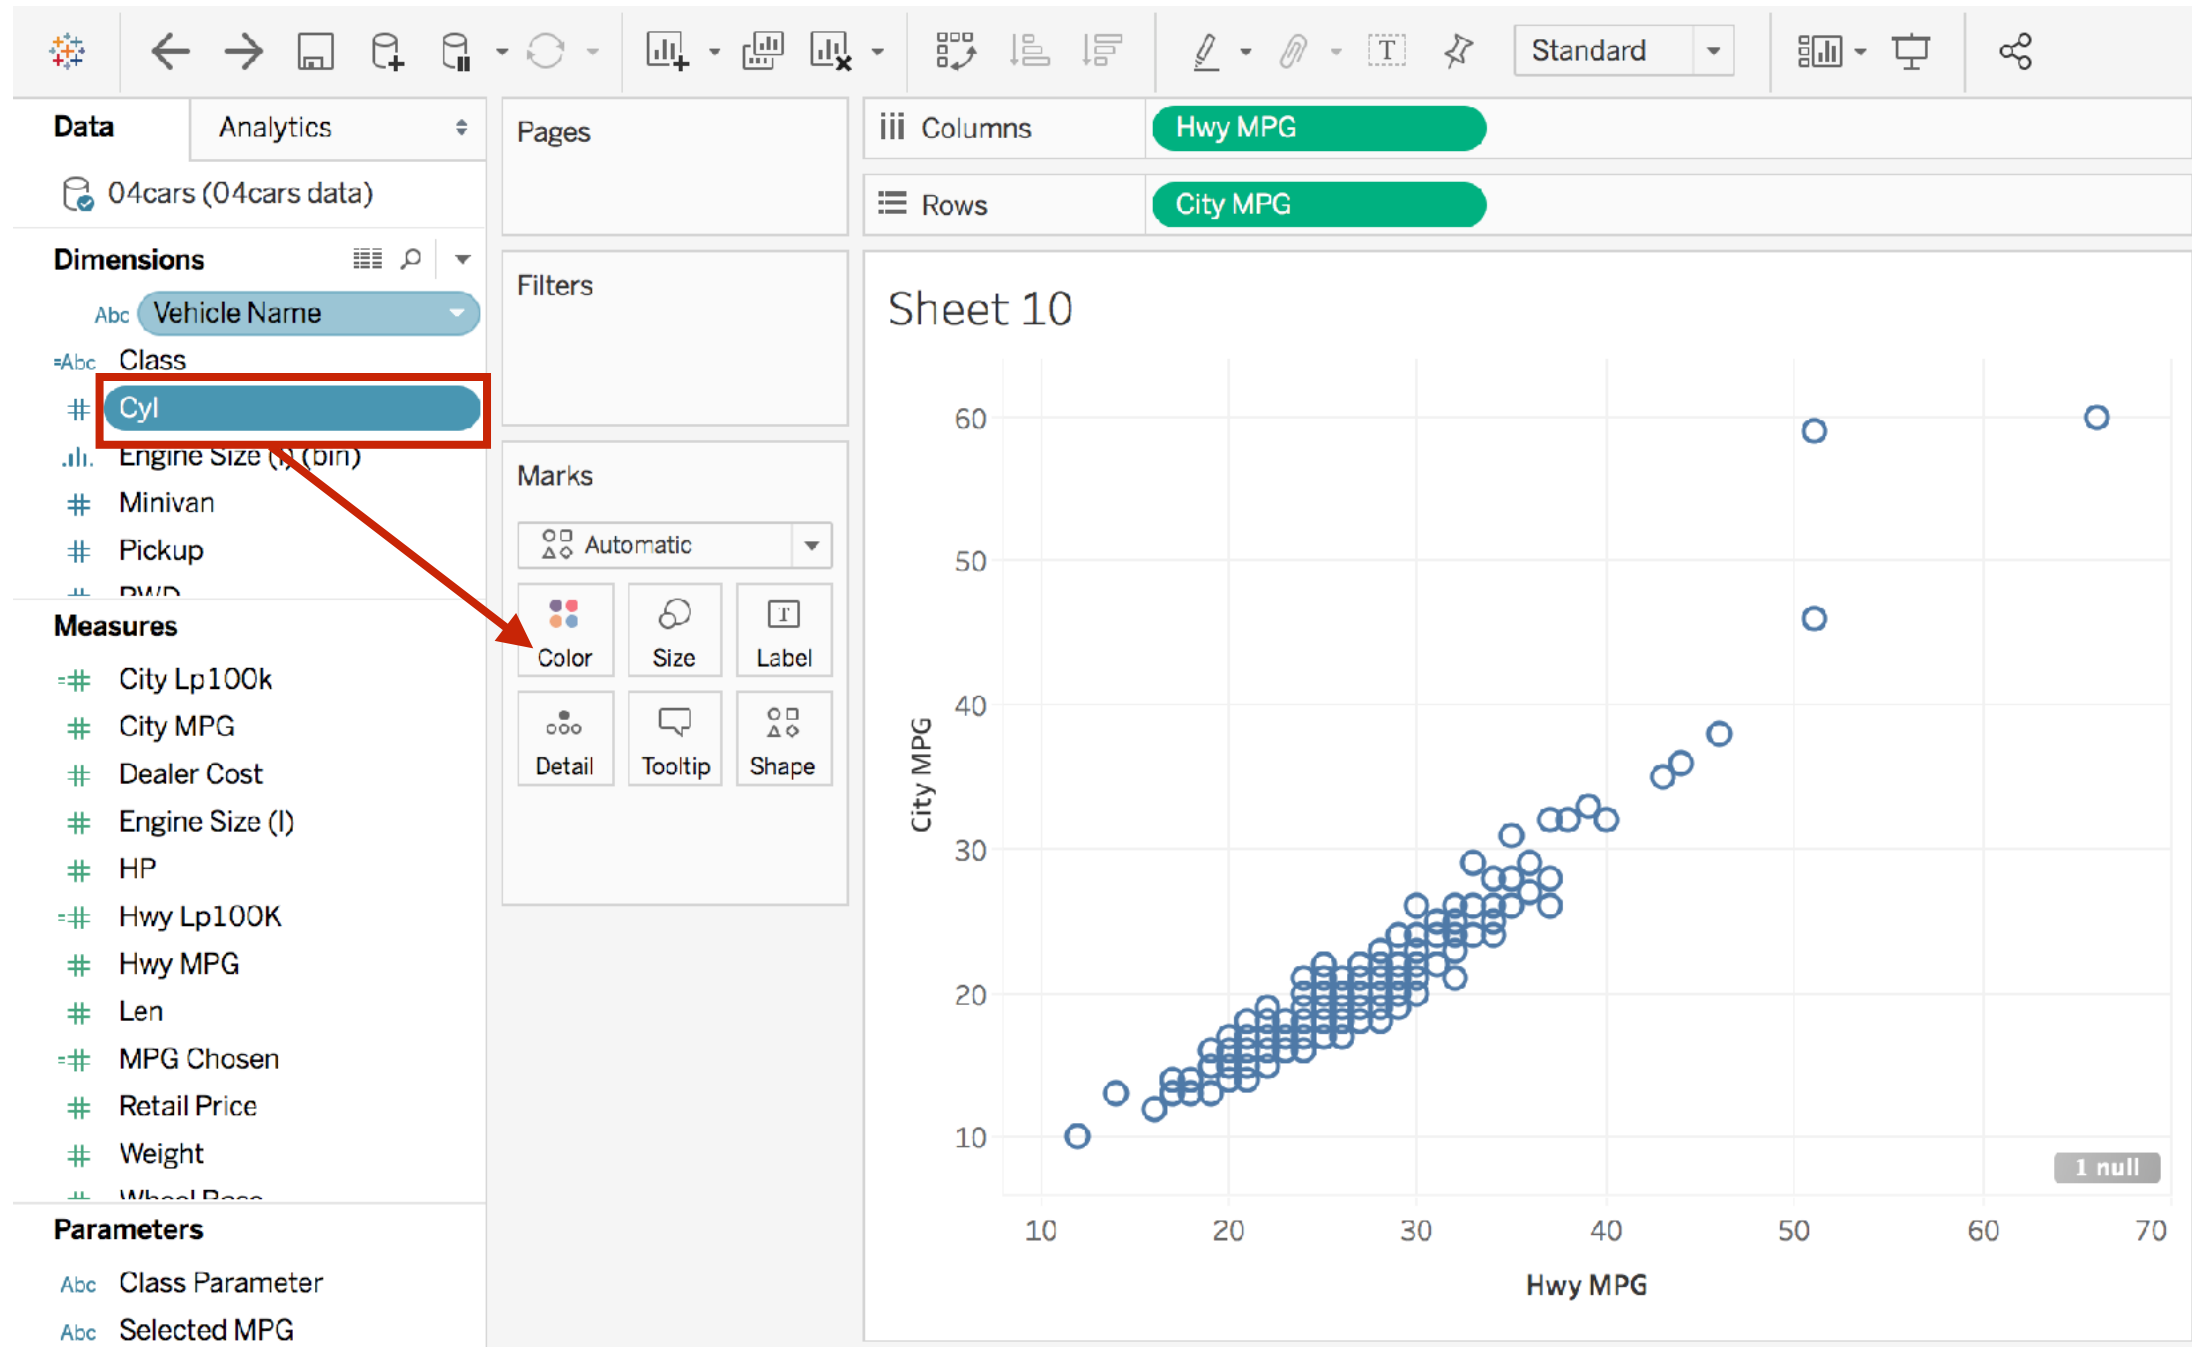 Standard
Data
Analytics
04cars (04cars data)
Dimensions
Abc Vehicle Name
=Abc Class
# Cyl
Engine Size (l) (bin)
# Minivan
# Pickup
# RWD
Measures
=# City Lp100k
# City MPG
# Dealer Cost
# Engine Size (l)
# HP
=# Hwy Lp100K
# Hwy MPG
# Len
=# MPG Chosen
# Retail Price
# Weight
# Wheel Base
Parameters
Abc Class Parameter
Abc Selected MPG
Pages
Filters
Marks
Automatic
Color
Size
T
Label
Detail
Tooltip
Shape
Columns
Hwy MPG
Rows
City MPG
Sheet 10
City MPG
60
50
40
30
20
10
1 null
10 20 30 40 50 60 70
Hwy MPG